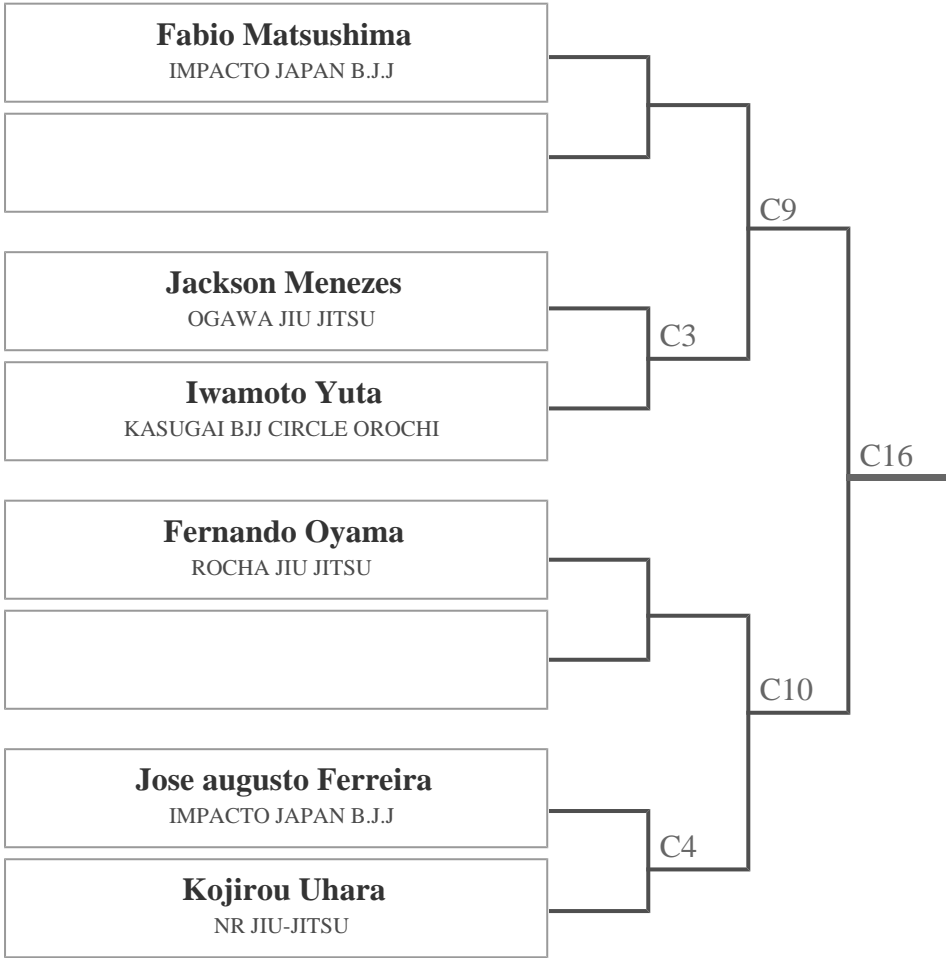 Fabio Matsushima
IMPACTO JAPAN B.J.J
C9
Jackson Menezes
OGAWA JIU JITSU
C3
Iwamoto Yuta
KASUGAI BJJ CIRCLE OROCHI
C16
Fernando Oyama
ROCHA JIU JITSU
C10
Jose augusto Ferreira
IMPACTO JAPAN B.J.J
C4
Kojirou Uhara
NR JIU-JITSU